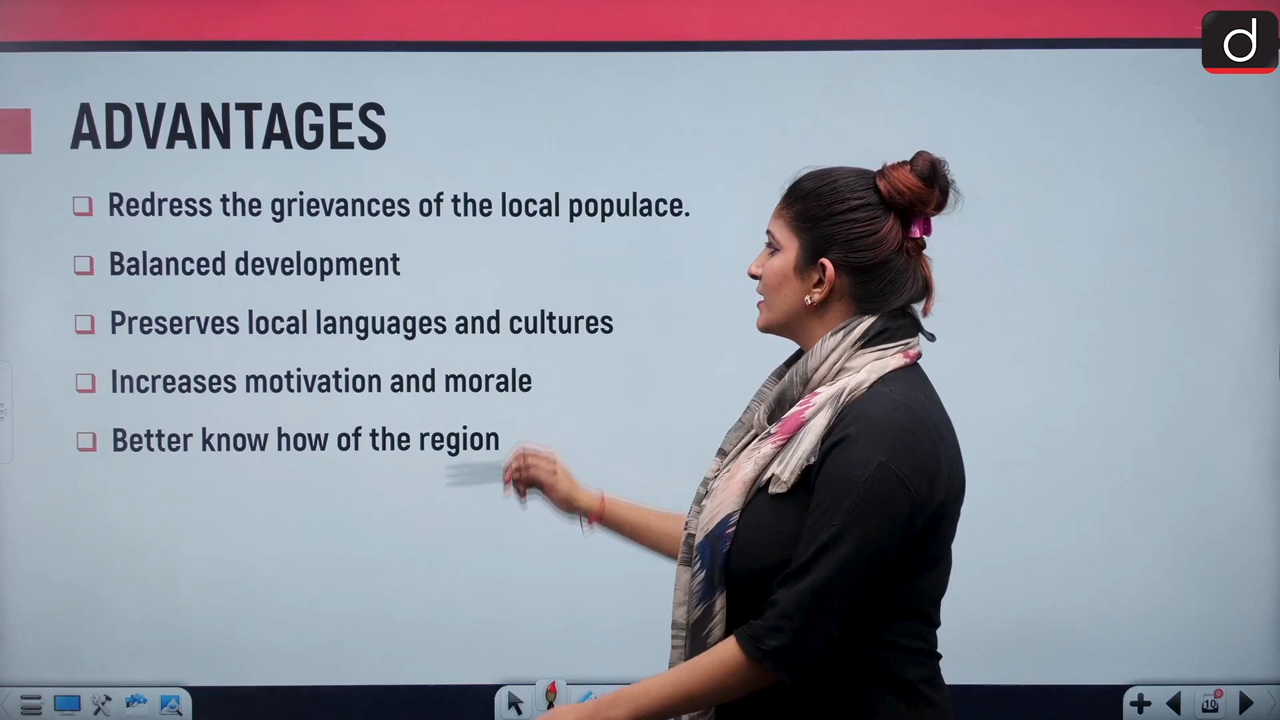 d
ADVANTAGES
Redress the grievances of the local populace.
Balanced development
Preserves local languages and cultures
Increases motivation and morale
Better know how of the region
10